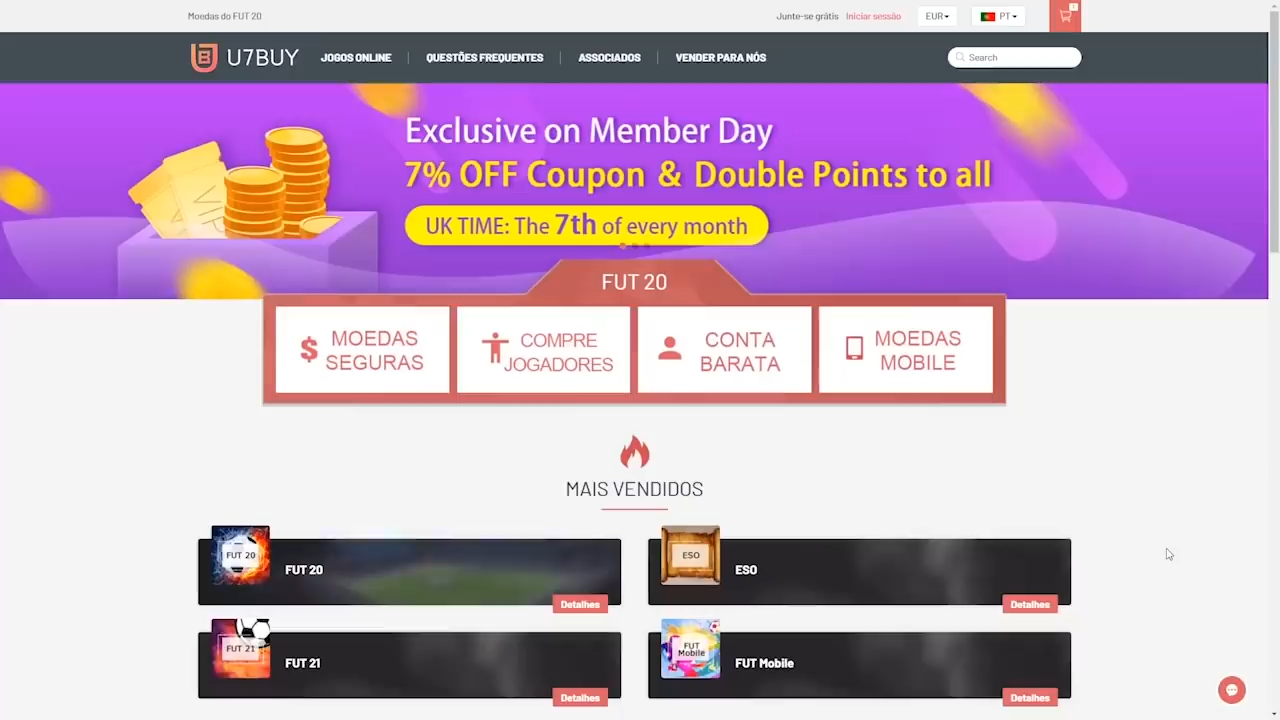 Moedas do FUT 20
Junte-se grátis Iniciar sessão EUR PT 1
U7BUY JOGOS ONLINE QUESTÕES FREQUENTES ASSOCIADOS VENDER PARA NÓS Search
Exclusive on Member Day
7% OFF Coupon & Double Points to all
UK TIME: The 7th of every month
VIP
FUT 20
MOEDAS
SEGURAS
COMPRE
JOGADORES
CONTA
BARATA
MOEDAS
MOBILE
MAIS VENDIDOS
FUT 20
FUT 20
Detalhes
ESO
ESO
Detalhes
FUT 21
FUT 21
Detalhes
FUT
Mobile
FUT Mobile
Detalhes